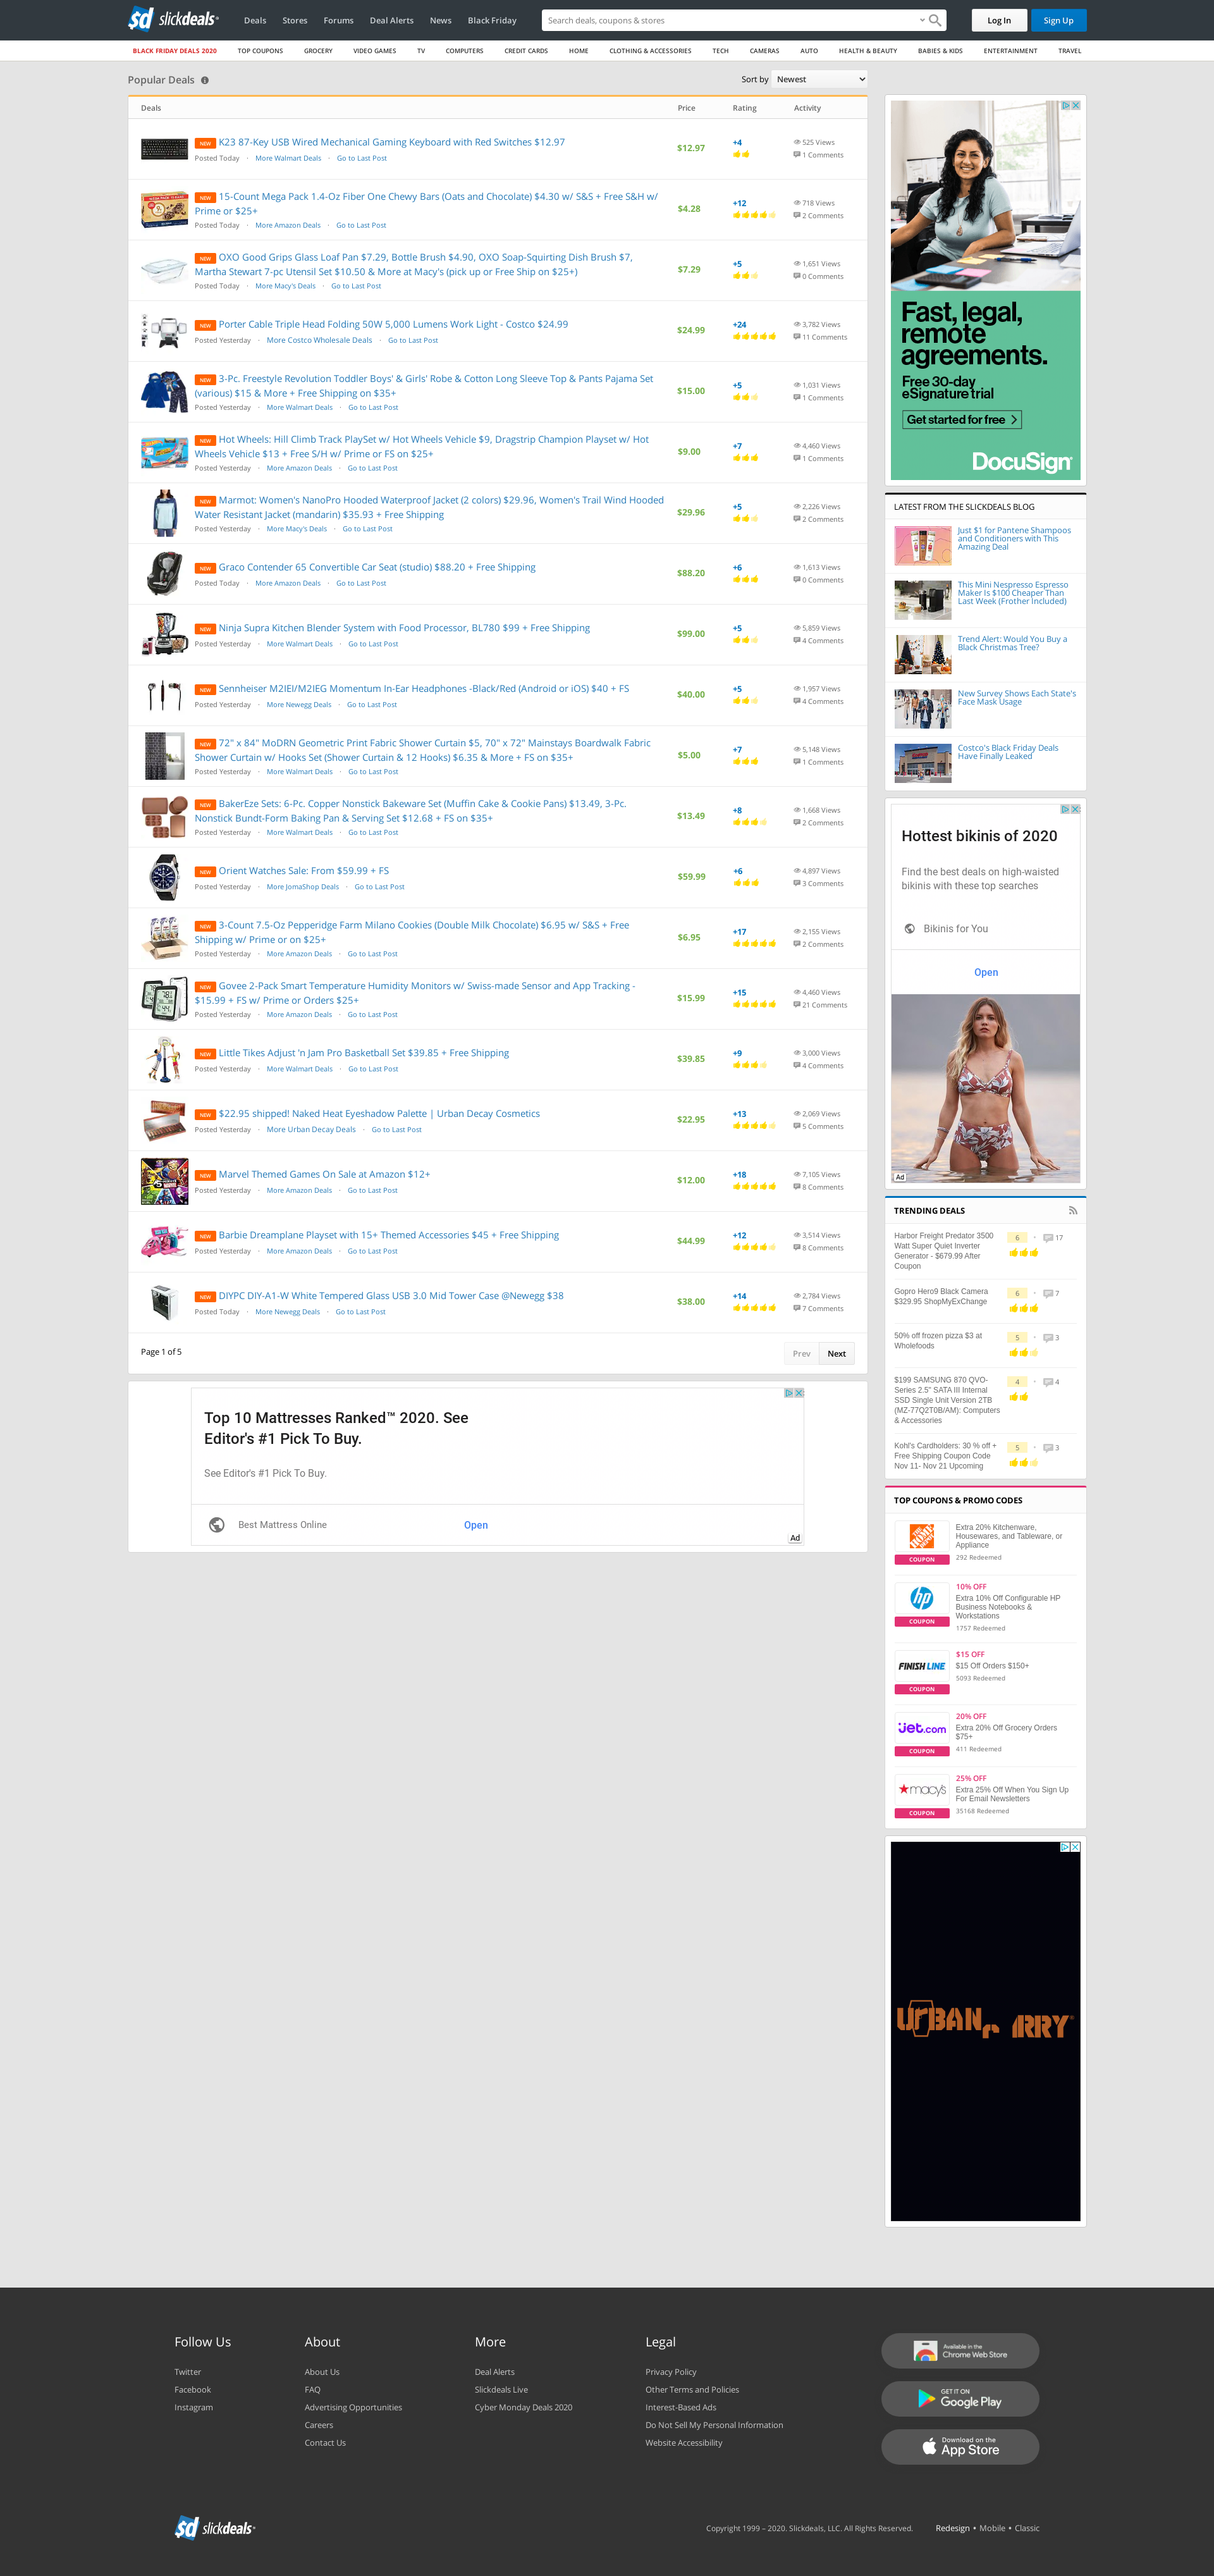 sd slickdeals
Deals
Stores
Forums
Deal Alerts
News
Black Friday
Search deals, coupons & stores
Log In
Sign Up
BLACK FRIDAY DEALS 2020
TOP COUPONS
GROCERY
VIDEO GAMES
TV
COMPUTERS
CREDIT CARDS
HOME
CLOTHING & ACCESSORIES
TECH
CAMERAS
AUTO
HEALTH & BEAUTY
BABIES & KIDS
ENTERTAINMENT
TRAVEL
Popular Deals
Sort by Newest
Deals Price Rating Activity
NEW K23 87-Key USB Wired Mechanical Gaming Keyboard with Red Switches $12.97
Posted Today · More Walmart Deals · Go to Last Post
$12.97
+4
525 Views
1 Comments
NEW 15-Count Mega Pack 1.4-Oz Fiber One Chewy Bars (Oats and Chocolate) $4.30 w/ S&S + Free S&H w/
Prime or $25+
Posted Today · More Amazon Deals · Go to Last Post
$4.28
+12
718 Views
2 Comments
NEW OXO Good Grips Glass Loaf Pan $7.29, Bottle Brush $4.90, OXO Soap-Squirting Dish Brush $7,
Martha Stewart 7-pc Utensil Set $10.50 & More at Macy's (pick up or Free Ship on $25+)
Posted Today · More Macy's Deals · Go to Last Post
$7.29
+5
1,651 Views
0 Comments
NEW Porter Cable Triple Head Folding 50W 5,000 Lumens Work Light - Costco $24.99
Posted Yesterday · More Costco Wholesale Deals · Go to Last Post
$24.99
+24
3,782 Views
11 Comments
NEW 3-Pc. Freestyle Revolution Toddler Boys' & Girls' Robe & Cotton Long Sleeve Top & Pants Pajama Set
(various) $15 & More + Free Shipping on $35+
Posted Yesterday · More Walmart Deals · Go to Last Post
$15.00
+5
1,031 Views
1 Comments
NEW Hot Wheels: Hill Climb Track PlaySet w/ Hot Wheels Vehicle $9, Dragstrip Champion Playset w/ Hot
Wheels Vehicle $13 + Free S/H w/ Prime or FS on $25+
Posted Yesterday · More Amazon Deals · Go to Last Post
$9.00
+7
4,460 Views
1 Comments
NEW Marmot: Women's NanoPro Hooded Waterproof Jacket (2 colors) $29.96, Women's Trail Wind Hooded
Water Resistant Jacket (mandarin) $35.93 + Free Shipping
Posted Yesterday · More Macy's Deals · Go to Last Post
$29.96
+5
2,226 Views
2 Comments
NEW Graco Contender 65 Convertible Car Seat (studio) $88.20 + Free Shipping
Posted Today · More Amazon Deals · Go to Last Post
$88.20
+6
1,613 Views
0 Comments
NEW Ninja Supra Kitchen Blender System with Food Processor, BL780 $99 + Free Shipping
Posted Yesterday · More Walmart Deals · Go to Last Post
$99.00
+5
5,859 Views
4 Comments
NEW Sennheiser M2IEI/M2IEG Momentum In-Ear Headphones -Black/Red (Android or iOS) $40 + FS
Posted Yesterday · More Newegg Deals · Go to Last Post
$40.00
+5
1,957 Views
4 Comments
NEW 72" x 84" MoDRN Geometric Print Fabric Shower Curtain $5, 70" x 72" Mainstays Boardwalk Fabric
Shower Curtain w/ Hooks Set (Shower Curtain & 12 Hooks) $6.35 & More + FS on $35+
Posted Yesterday · More Walmart Deals · Go to Last Post
$5.00
+7
5,148 Views
1 Comments
NEW BakerEze Sets: 6-Pc. Copper Nonstick Bakeware Set (Muffin Cake & Cookie Pans) $13.49, 3-Pc.
Nonstick Bundt-Form Baking Pan & Serving Set $12.68 + FS on $35+
Posted Yesterday · More Walmart Deals · Go to Last Post
$13.49
+8
1,668 Views
2 Comments
NEW Orient Watches Sale: From $59.99 + FS
Posted Yesterday · More JomaShop Deals · Go to Last Post
$59.99
+6
4,897 Views
3 Comments
NEW 3-Count 7.5-Oz Pepperidge Farm Milano Cookies (Double Milk Chocolate) $6.95 w/ S&S + Free
Shipping w/ Prime or on $25+
Posted Yesterday · More Amazon Deals · Go to Last Post
$6.95
+17
2,155 Views
2 Comments
NEW Govee 2-Pack Smart Temperature Humidity Monitors w/ Swiss-made Sensor and App Tracking -
$15.99 + FS w/ Prime or Orders $25+
Posted Yesterday · More Amazon Deals · Go to Last Post
$15.99
+15
4,460 Views
21 Comments
NEW Little Tikes Adjust 'n Jam Pro Basketball Set $39.85 + Free Shipping
Posted Yesterday · More Walmart Deals · Go to Last Post
$39.85
+9
3,000 Views
4 Comments
NEW $22.95 shipped! Naked Heat Eyeshadow Palette | Urban Decay Cosmetics
Posted Yesterday · More Urban Decay Deals · Go to Last Post
$22.95
+13
2,069 Views
5 Comments
NEW Marvel Themed Games On Sale at Amazon $12+
Posted Yesterday · More Amazon Deals · Go to Last Post
$12.00
+18
7,105 Views
8 Comments
NEW Barbie Dreamplane Playset with 15+ Themed Accessories $45 + Free Shipping
Posted Yesterday · More Amazon Deals · Go to Last Post
$44.99
+12
3,514 Views
8 Comments
NEW DIYPC DIY-A1-W White Tempered Glass USB 3.0 Mid Tower Case @Newegg $38
Posted Today · More Newegg Deals · Go to Last Post
$38.00
+14
2,784 Views
7 Comments
Page 1 of 5
Prev Next
Top 10 Mattresses Ranked™ 2020. See
Editor's #1 Pick To Buy.
See Editor's #1 Pick To Buy.
Best Mattress Online
Open
Ad
Fast, legal,
remote
agreements.
Free 30-day
eSignature trial
Get started for free
DocuSign
LATEST FROM THE SLICKDEALS BLOG
Just $1 for Pantene Shampoos
and Conditioners with This
Amazing Deal
This Mini Nespresso Espresso
Maker Is $100 Cheaper Than
Last Week (Frother Included)
Trend Alert: Would You Buy a
Black Christmas Tree?
New Survey Shows Each State's
Face Mask Usage
Costco's Black Friday Deals
Have Finally Leaked
Hottest bikinis of 2020
Find the best deals on high-waisted
bikinis with these top searches
Bikinis for You
Open
Ad
TRENDING DEALS
Harbor Freight Predator 3500
Watt Super Quiet Inverter
Generator - $679.99 After
Coupon
6 · 17
Gopro Hero9 Black Camera
$329.95 ShopMyExChange
6 · 7
50% off frozen pizza $3 at
Wholefoods
5 · 3
$199 SAMSUNG 870 QVO-
Series 2.5" SATA III Internal
SSD Single Unit Version 2TB
(MZ-77Q2T0B/AM): Computers
& Accessories
4 · 4
Kohl's Cardholders: 30 % off +
Free Shipping Coupon Code
Nov 11- Nov 21 Upcoming
5 · 3
TOP COUPONS & PROMO CODES
COUPON
Extra 20% Kitchenware,
Housewares, and Tableware, or
Appliance
292 Redeemed
hp
COUPON
10% OFF
Extra 10% Off Configurable HP
Business Notebooks &
Workstations
1757 Redeemed
FINISH LINE
COUPON
$15 OFF
$15 Off Orders $150+
5093 Redeemed
jet.com
COUPON
20% OFF
Extra 20% Off Grocery Orders
$75+
411 Redeemed
macy's
COUPON
25% OFF
Extra 25% Off When You Sign Up
For Email Newsletters
35168 Redeemed
Follow Us
Twitter
Facebook
Instagram
About
About Us
FAQ
Advertising Opportunities
Careers
Contact Us
More
Deal Alerts
Slickdeals Live
Cyber Monday Deals 2020
Legal
Privacy Policy
Other Terms and Policies
Interest-Based Ads
Do Not Sell My Personal Information
Website Accessibility
Available in the
Chrome Web Store
GET IT ON
Google Play
Download on the
App Store
sd slickdeals
Copyright 1999 – 2020. Slickdeals, LLC. All Rights Reserved.
Redesign • Mobile • Classic